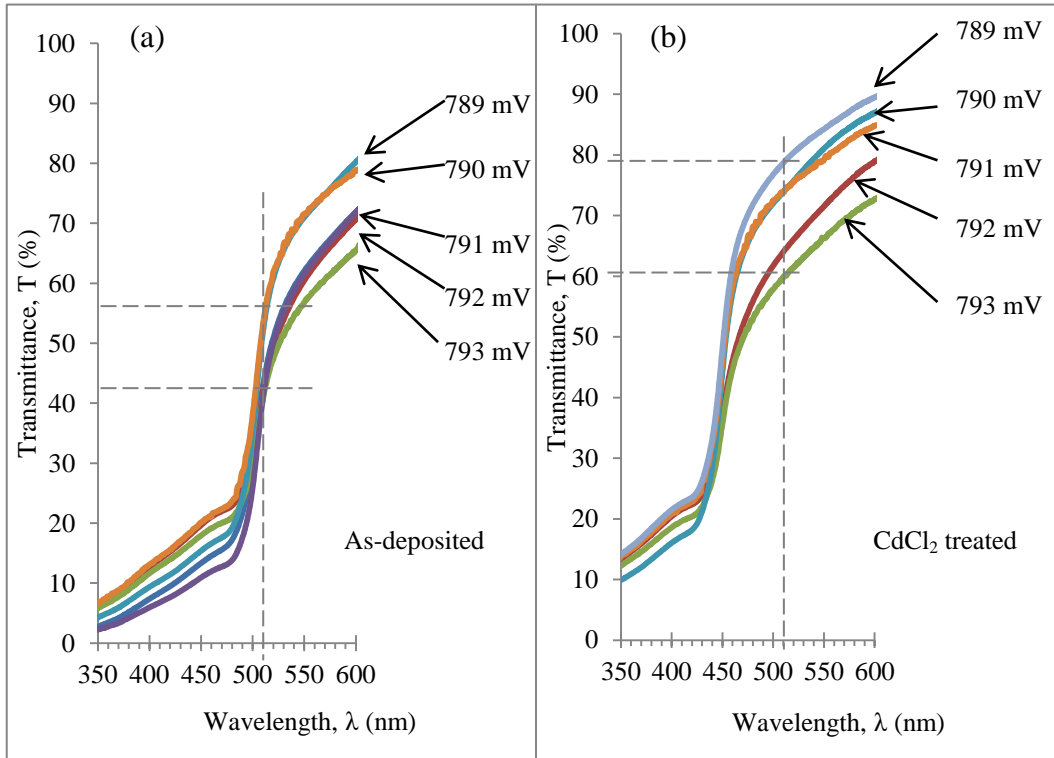 (a)
100
90
80
70
60
50
40
30
20
10
0
Transmittance, T (%)
789 mV
790 mV
791 mV
792 mV
793 mV
As-deposited
350 400 450 500 550 600
Wavelength, λ (nm)
(b)
100
90
80
70
60
50
40
30
20
10
0
Transmittance, T (%)
789 mV
790 mV
791 mV
792 mV
793 mV
CdCl₂ treated
350 400 450 500 550 600
Wavelength, λ (nm)